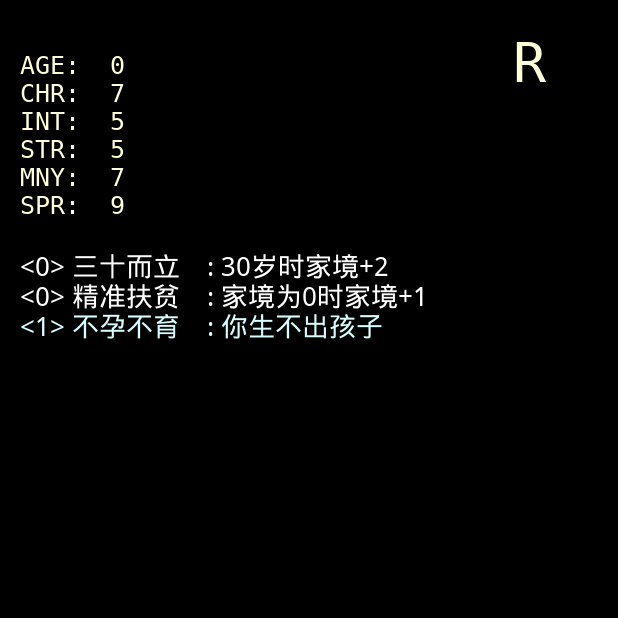 R
AGE: 0
CHR: 7
INT: 5
STR: 5
MNY: 7
SPR: 9
<0> 三十而立 : 30岁时家境+2
<0> 精准扶贫 : 家境为0时家境+1
<1> 不孕不育 : 你生不出孩子